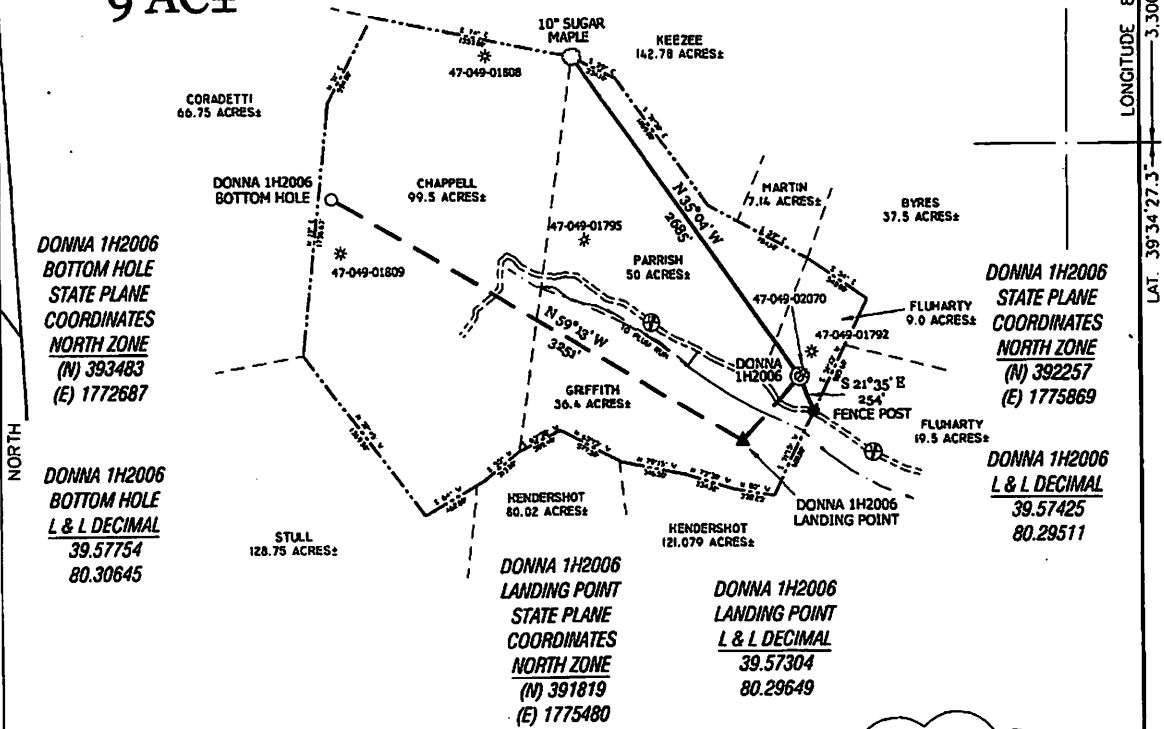 9 AC±
10" SUGAR
MAPLE
KEEZEE
142.78 ACRES±
47-049-01808
CORADETTI
66.75 ACRES±
DONNA 1H2006
BOTTOM HOLE
CHAPPELL
99.5 ACRES±
MARTIN
7.14 ACRES±
BYRES
37.5 ACRES±
N 35°04' W
2685'
47-049-01795
47-049-01809
PARRISH
50 ACRES±
47-049-02070
47-049-01792
FLUHARTY
9.0 ACRES±
DONNA 1H2006
BOTTOM HOLE
STATE PLANE
COORDINATES
NORTH ZONE
(N) 393483
(E) 1772687
N 59°13' W
3251'
TO PLUM RUN
DONNA
1H2006
S 21°35' E
254'
FENCE POST
GRIFFITH
36.4 ACRES±
FLUHARTY
19.5 ACRES±
DONNA 1H2006
STATE PLANE
COORDINATES
NORTH ZONE
(N) 392257
(E) 1775869
DONNA 1H2006
BOTTOM HOLE
L & L DECIMAL
39.57754
80.30645
STULL
128.75 ACRES±
HENDERSHOT
80.02 ACRES±
HENDERSHOT
121.079 ACRES±
DONNA 1H2006
LANDING POINT
DONNA 1H2006
L & L DECIMAL
39.57425
80.29511
DONNA 1H2006
LANDING POINT
STATE PLANE
COORDINATES
NORTH ZONE
(N) 391819
(E) 1775480
DONNA 1H2006
LANDING POINT
L & L DECIMAL
39.57304
80.29649
NORTH
LONGITUDE 8
3,300
LAT. 39°34'27.3"